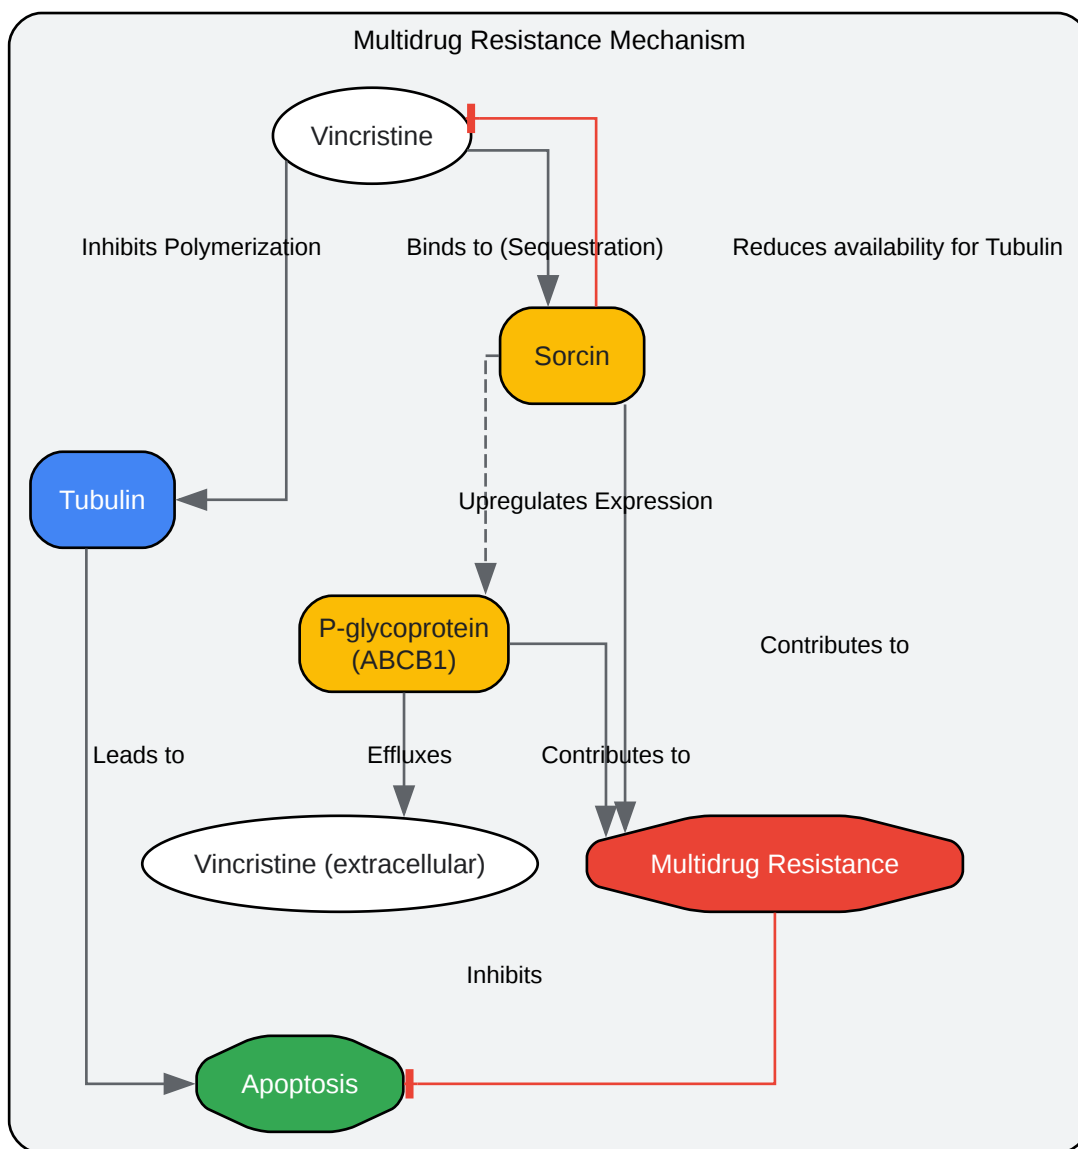 Multidrug Resistance Mechanism
Vincristine
Inhibits Polymerization
Binds to (Sequestration)
Reduces availability for Tubulin
Sorcin
Tubulin
Upregulates Expression
P-glycoprotein
(ABCB1)
Contributes to
Leads to
Effluxes
Contributes to
Vincristine (extracellular)
Multidrug Resistance
Inhibits
Apoptosis